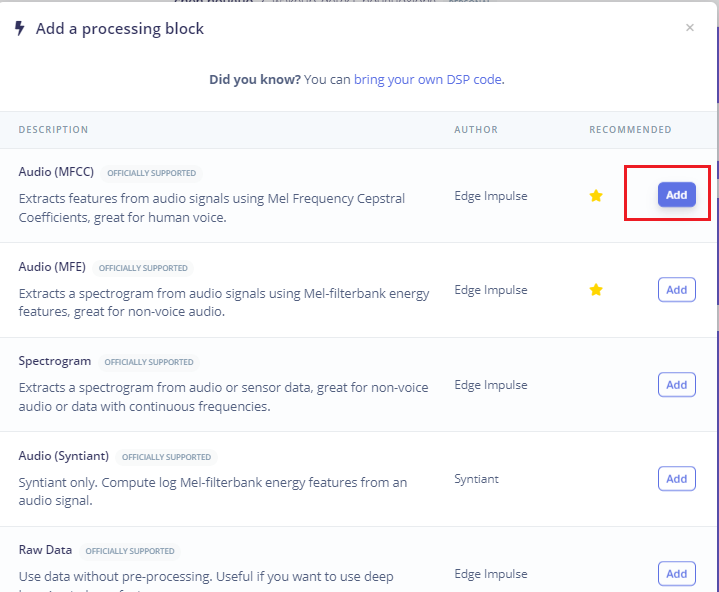 Add a processing block
×
Did you know? You can bring your own DSP code.
DESCRIPTION AUTHOR RECOMMENDED
Audio (MFCC) OFFICIALLY SUPPORTED
Extracts features from audio signals using Mel Frequency Cepstral
Coefficients, great for human voice.
Edge Impulse
Add
Audio (MFE) OFFICIALLY SUPPORTED
Extracts a spectrogram from audio signals using Mel-filterbank energy
features, great for non-voice audio.
Edge Impulse
Add
Spectrogram OFFICIALLY SUPPORTED
Extracts a spectrogram from audio or sensor data, great for non-voice
audio or data with continuous frequencies.
Edge Impulse
Add
Audio (Syntiant) OFFICIALLY SUPPORTED
Syntiant only. Compute log Mel-filterbank energy features from an
audio signal.
Syntiant
Add
Raw Data OFFICIALLY SUPPORTED
Use data without pre-processing. Useful if you want to use deep
Edge Impulse
Add